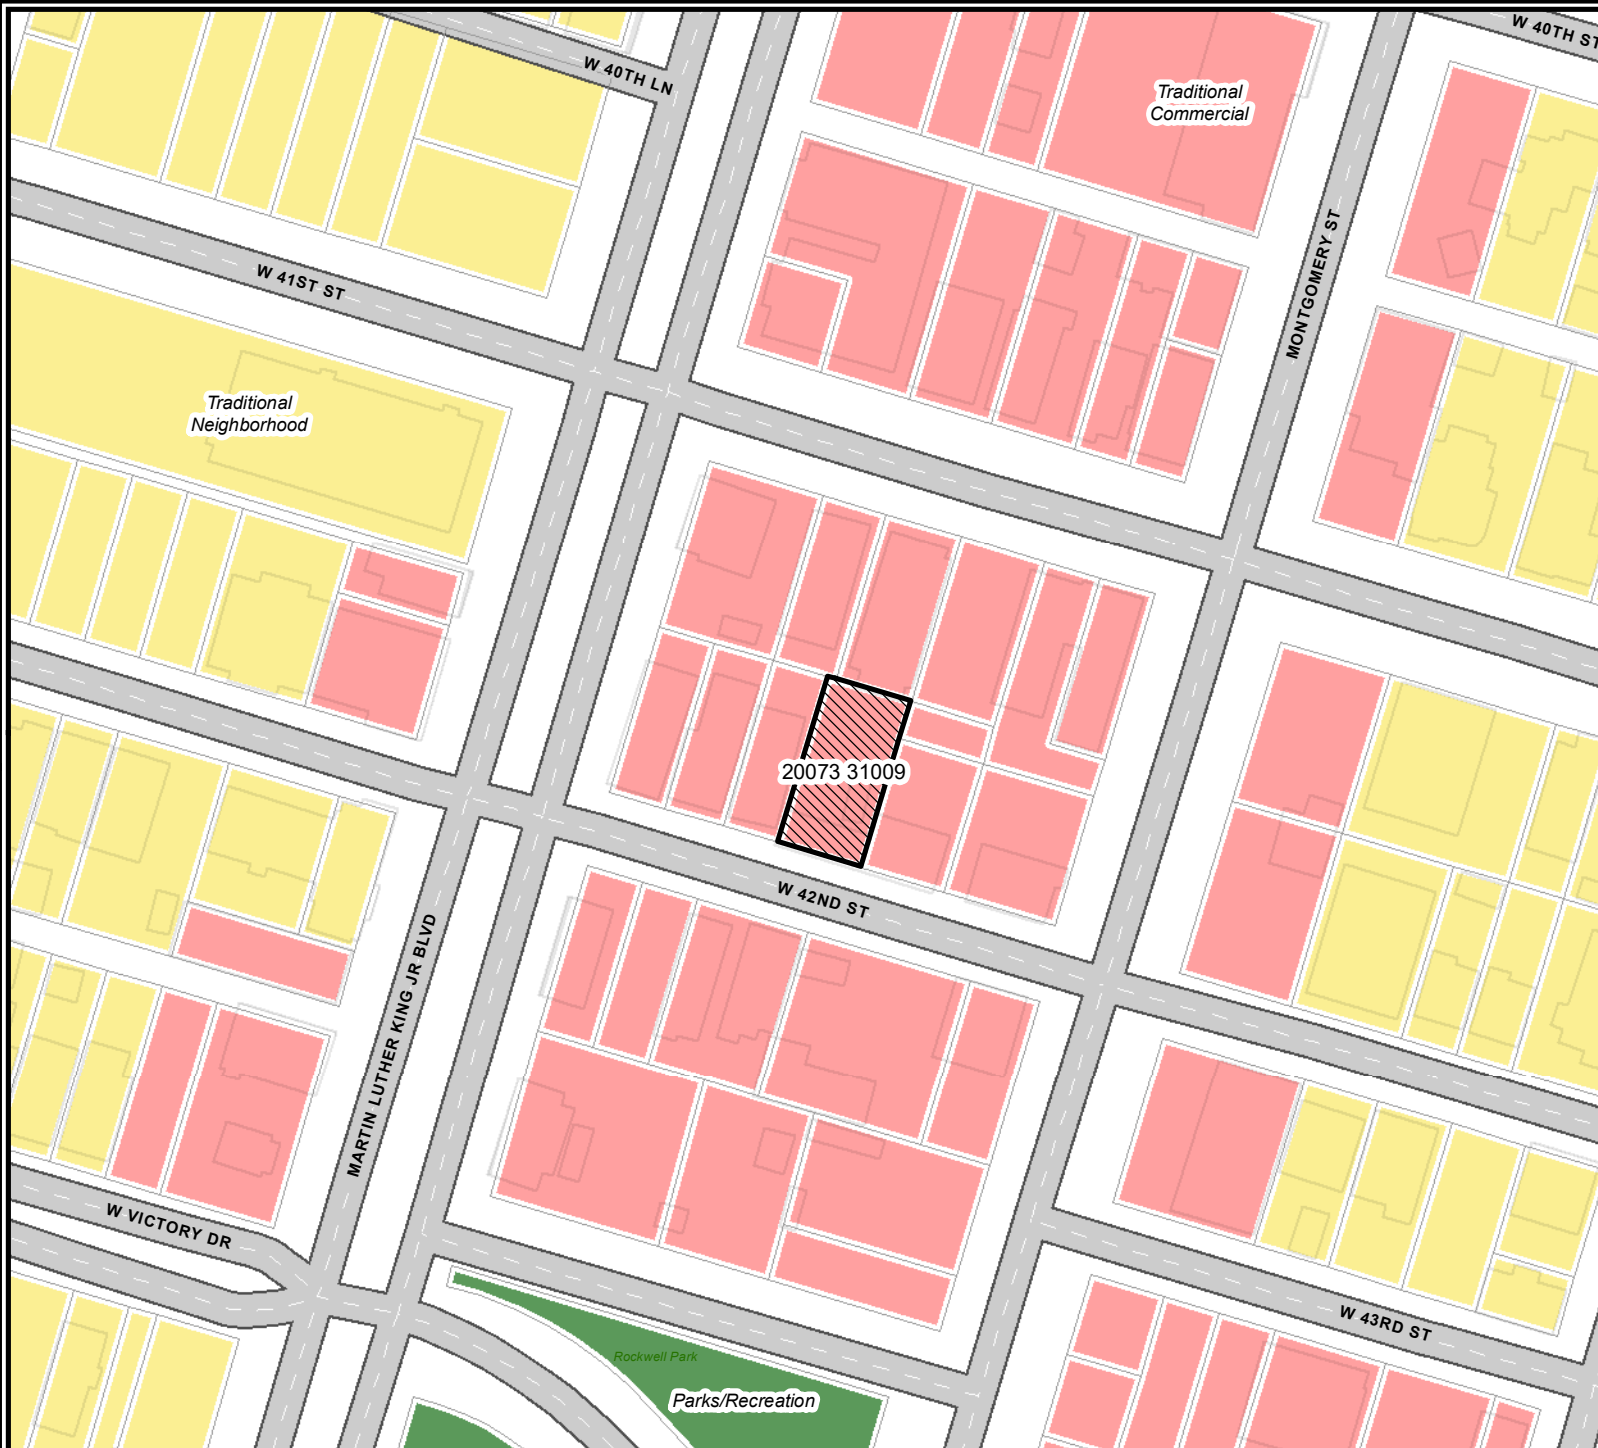 W 40TH ST
W 40TH LN
Traditional
Commercial
MONTGOMERY ST
W 41ST ST
Traditional
Neighborhood
20073 31009
W 42ND ST
MARTIN LUTHER KING JR BLVD
W VICTORY DR
W 43RD ST
Rockwell Park
Parks/Recreation